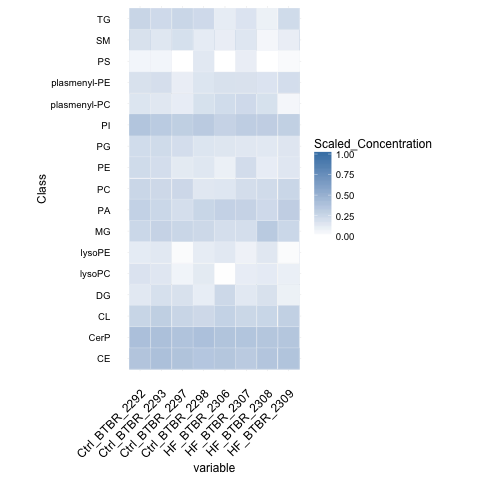 TG
SM
PS
plasmenyl-PE
plasmenyl-PC
PI
PG
PE
PC
PA
MG
lysoPE
lysoPC
DG
CL
CerP
CE
Class
Scaled_Concentration
1.00
0.75
0.50
0.25
0.00
Ctrl_BTBR_2292
Ctrl_BTBR_2293
Ctrl_BTBR_2297
Ctrl_BTBR_2298
HF_BTBR_2306
HF_BTBR_2307
HF_BTBR_2308
HF_BTBR_2309
variable